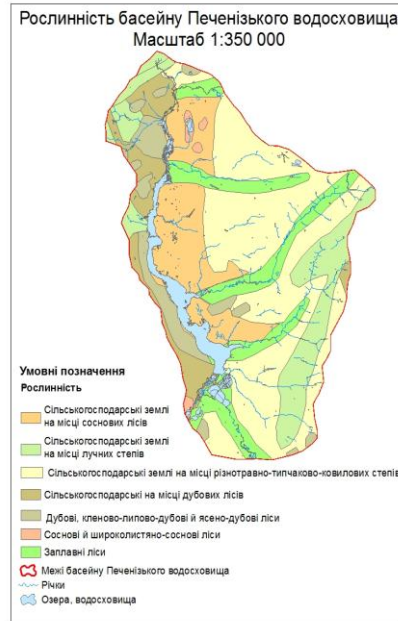 Рослинність басейну Печенізького водосховища
Масштаб 1:350 000
Умовні позначення
Рослинність
Сільськогосподарські землі
на місці соснових лісів
Сільськогосподарські землі
на місці лучних степів
Сільськогосподарські землі на місці різнотравно-типчаково-ковилових степів
Сільськогосподарські на місці дубових лісів
Дубові, кленово-липово-дубові й ясено-дубові ліси
Соснові й широколистяно-соснові ліси
Заплавні ліси
Межі басейну Печенізького водосховища
Річки
Озера, водосховища